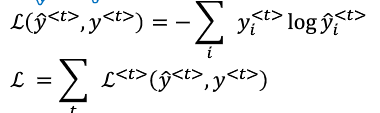 ℒ(ŷ^{<t>}, y^{<t>}) = − ∑_i y_i^{<t>} log ŷ_i^{<t>}
ℒ = ∑_t ℒ^{<t>}(ŷ^{<t>}, y^{<t>})